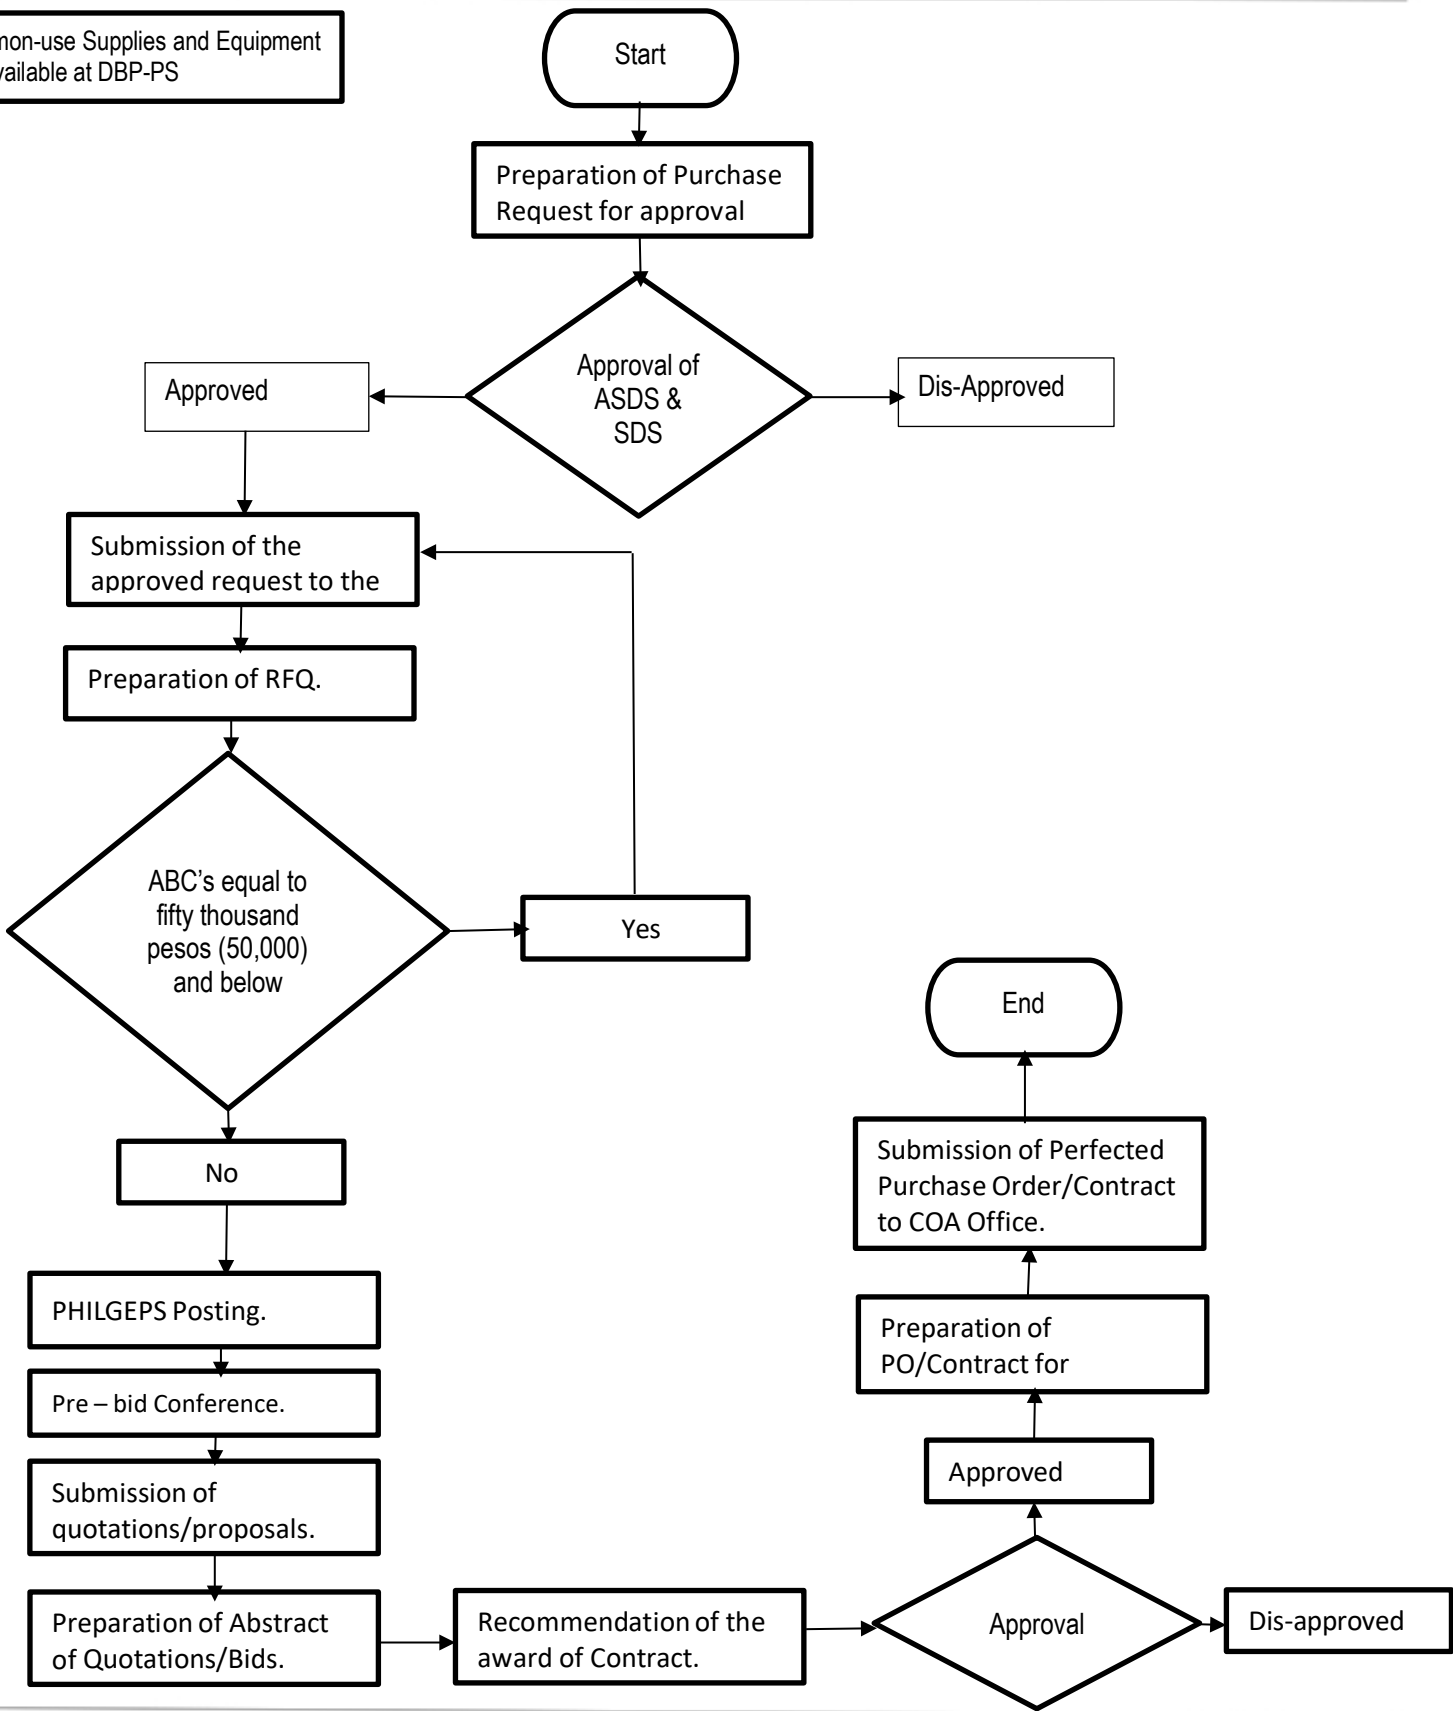 Supplies and Equipment
at DBP-PS
Start
Preparation of Purchase
Request for approval
Approval of
ASDS &
SDS
Approved
Dis-Approved
Submission of the
approved request to the
Preparation of RFQ.
ABC's equal to
fifty thousand
pesos (50,000)
and below
Yes
No
PHILGEPS Posting.
Pre – bid Conference.
Submission of
quotations/proposals.
Preparation of Abstract
of Quotations/Bids.
Recommendation of the
award of Contract.
Approval
Dis-approved
Approved
Preparation of
PO/Contract for
Submission of Perfected
Purchase Order/Contract
to COA Office.
End